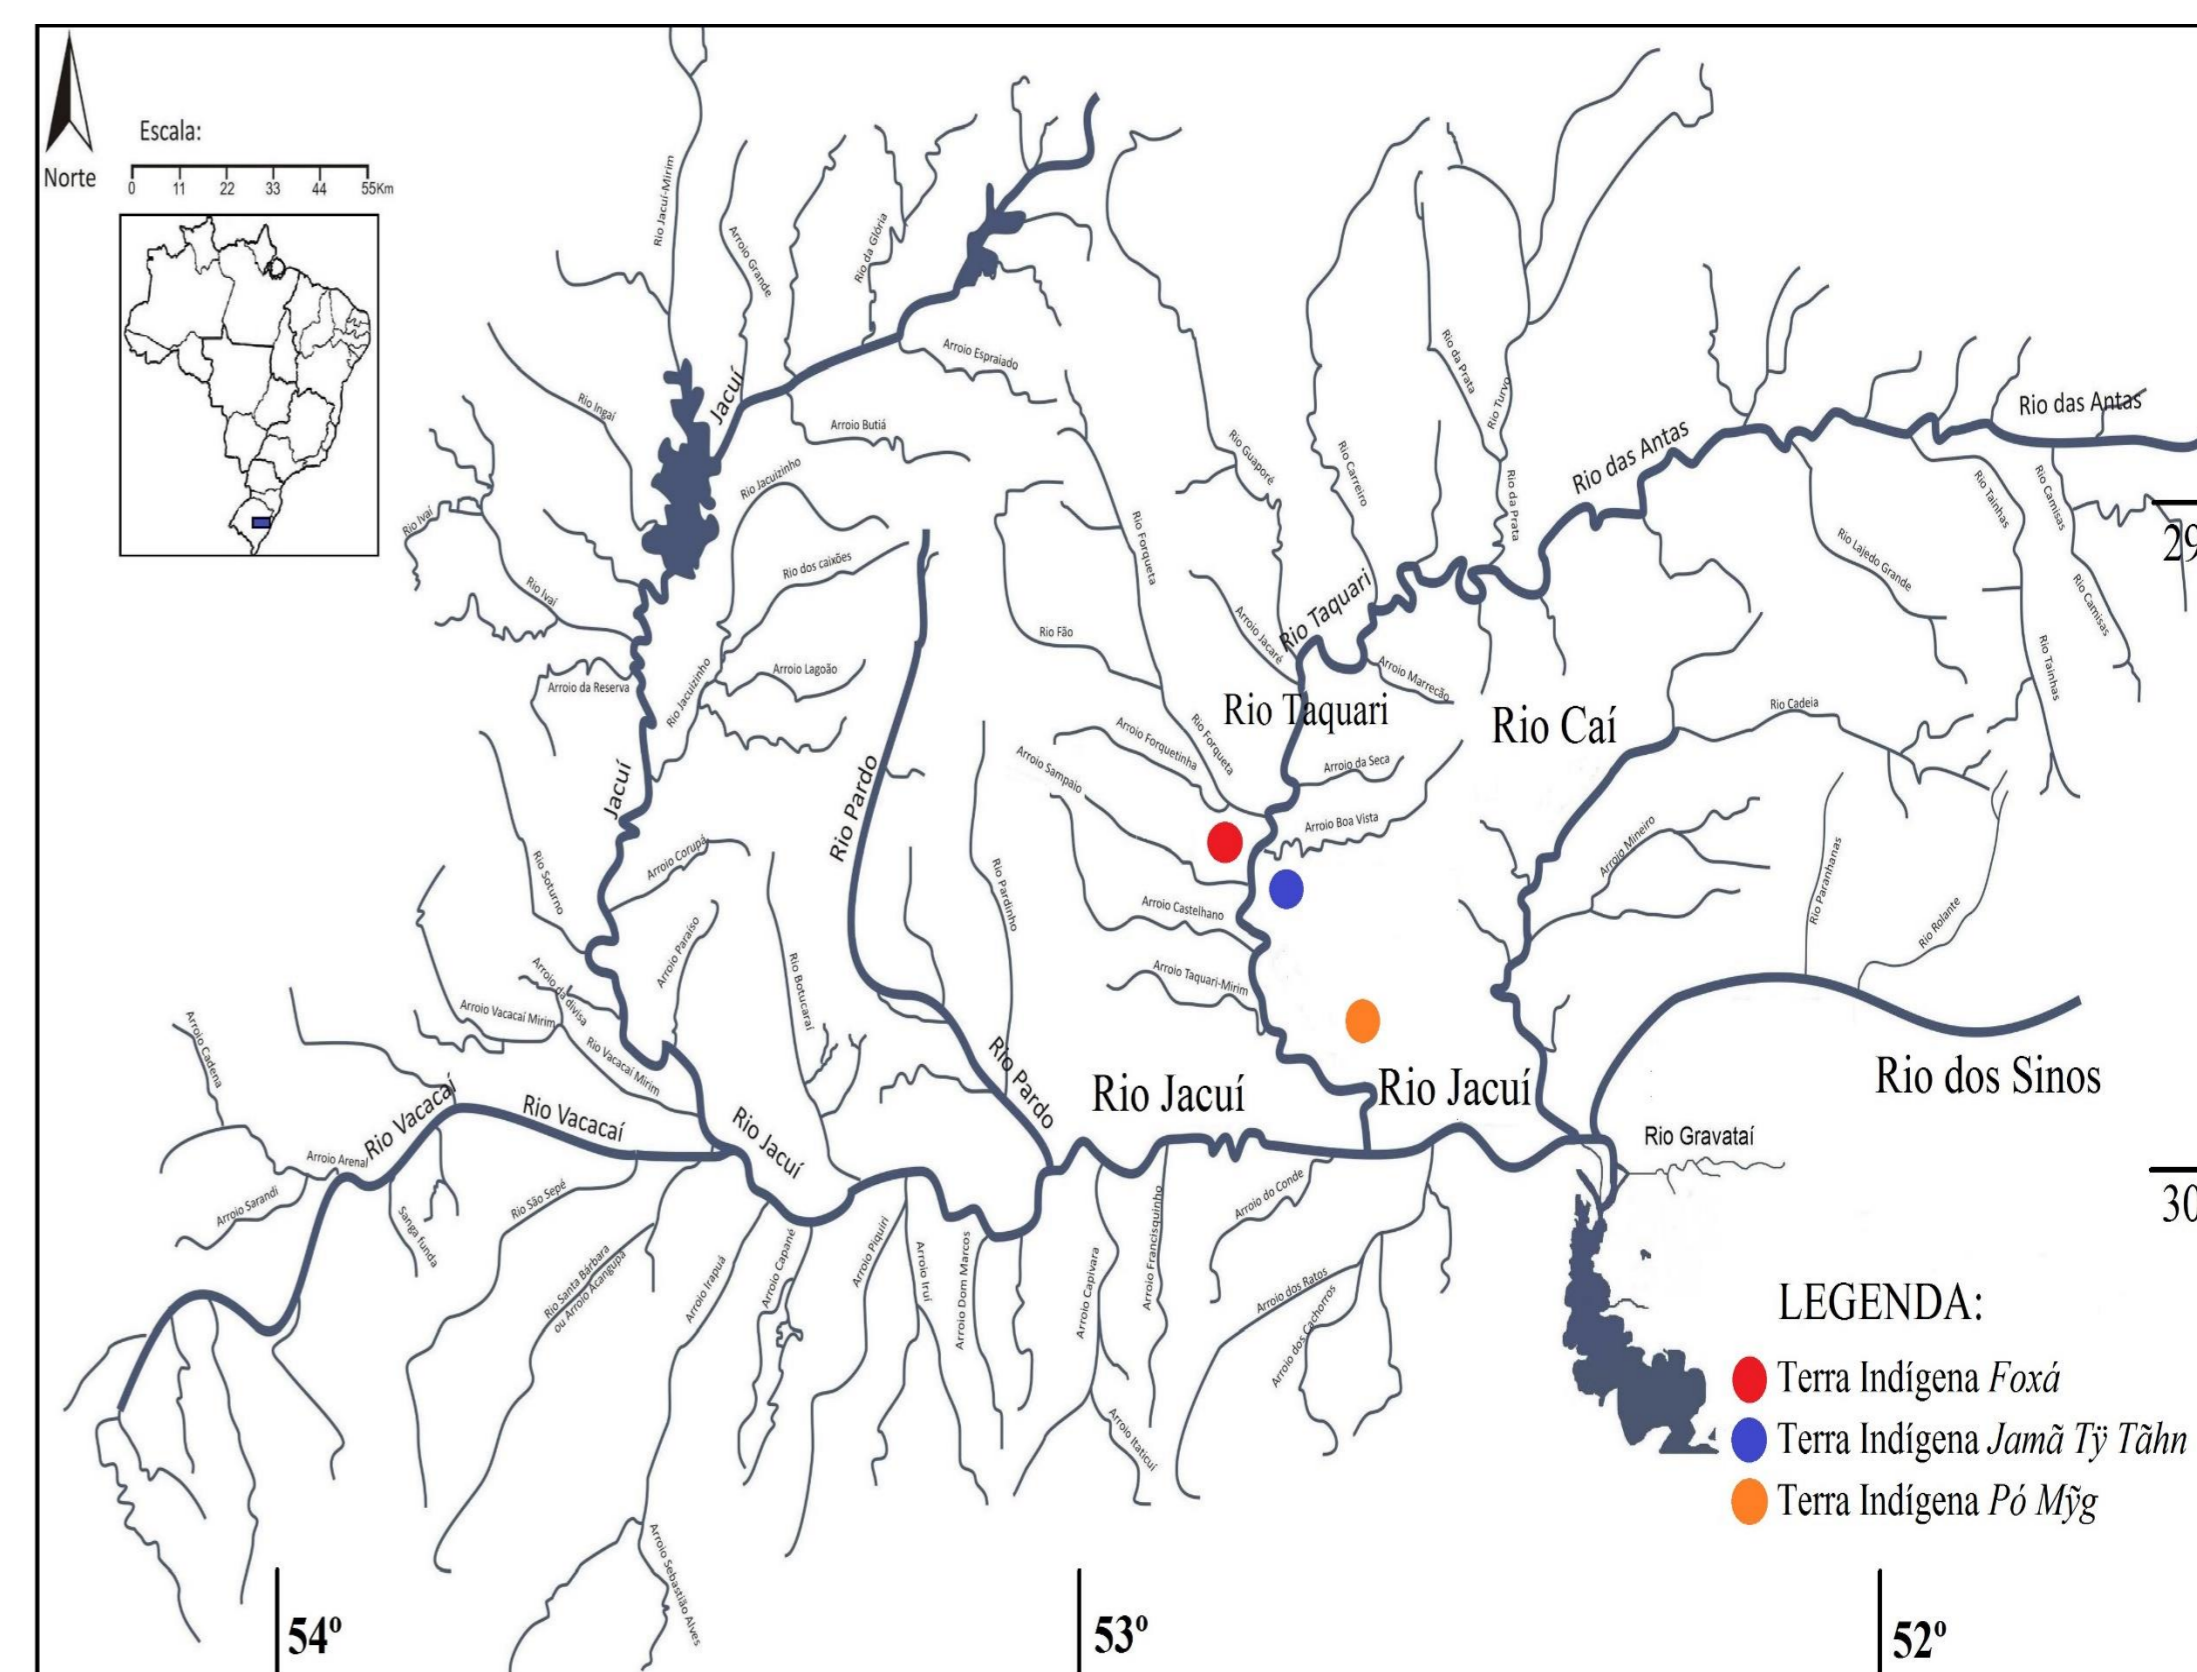 Norte
Escala:
0 11 22 33 44 55Km
Rio Jacuí-Mirim
Arroio Grande
Rio da Glória
Arroio Espraiado
Rio Ingaí
Jacuí
Arroio Butiá
Rio Jacuizinho
Rio Ivaí
Rio Ivaí
Rio dos caixões
Arroio da Reserva
Rio Jacuizinho
Arroio Lagoão
Jacuí
Rio Pardo
Rio Guaporé
Rio Carreiro
Rio da Prata
Rio Turvo
Rio da Prata
Rio das Antas
Rio das Antas
Rio Tainhas
Rio Camisas
29
Rio Lajedo Grande
Rio Camisas
Rio Tainhas
Rio Forqueta
Rio Fão
Arroio Jacaré
Rio Taquari
Arroio Marrecão
Rio Taquari
Rio Caí
Rio Cadeia
Arroio Forquetinha
Rio Forqueta
Arroio Sampaio
Arroio da Seca
Arroio Boa Vista
Arroio Mineiro
Rio Paranhanas
Rio Rolante
Rio Soturno
Arroio Corupá
Arroio Paraíso
Rio Botucaraí
Rio Pardinho
Arroio Castelhano
Arroio Taquari-Mirim
Arroio da divisa
Arroio Vacacaí Mirim
Rio Vacacaí Mirim
Arroio Cadena
Rio Vacacaí
Rio Vacacaí
Rio Jacuí
Rio Pardo
Rio Jacuí
Rio Jacuí
Rio dos Sinos
Rio Gravataí
Arroio Arenal
Arroio Sarandi
Sanga funda
Rio São Sepé
Rio Santa Bárbara
ou Arroio Acangupa
Arroio Irapuá
Arroio Capané
Arroio Piquiri
Arroio Iruí
Arroio Dom Marcos
Arroio Capivara
Arroio Francisquinho
Arroio do Conde
Arroio dos Ratos
Arroio dos Cachorros
Arroio Itaticuí
Arroio Sebastião Alves
30
LEGENDA:
Terra Indígena Foxá
Terra Indígena Jamã Tÿ Tãhn
Terra Indígena Pó Mỹg
54º
53º
52º